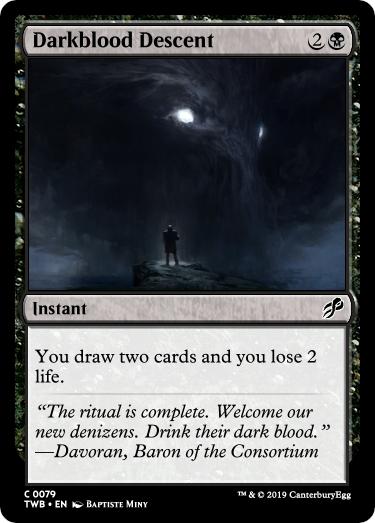 Darkblood Descent 2
Instant
You draw two cards and you lose 2
life.
“The ritual is complete. Welcome our
new denizens. Drink their dark blood.”
—Davoran, Baron of the Consortium
C 0079
TWB • EN Baptiste Miny
™ & © 2019 CanterburyEgg